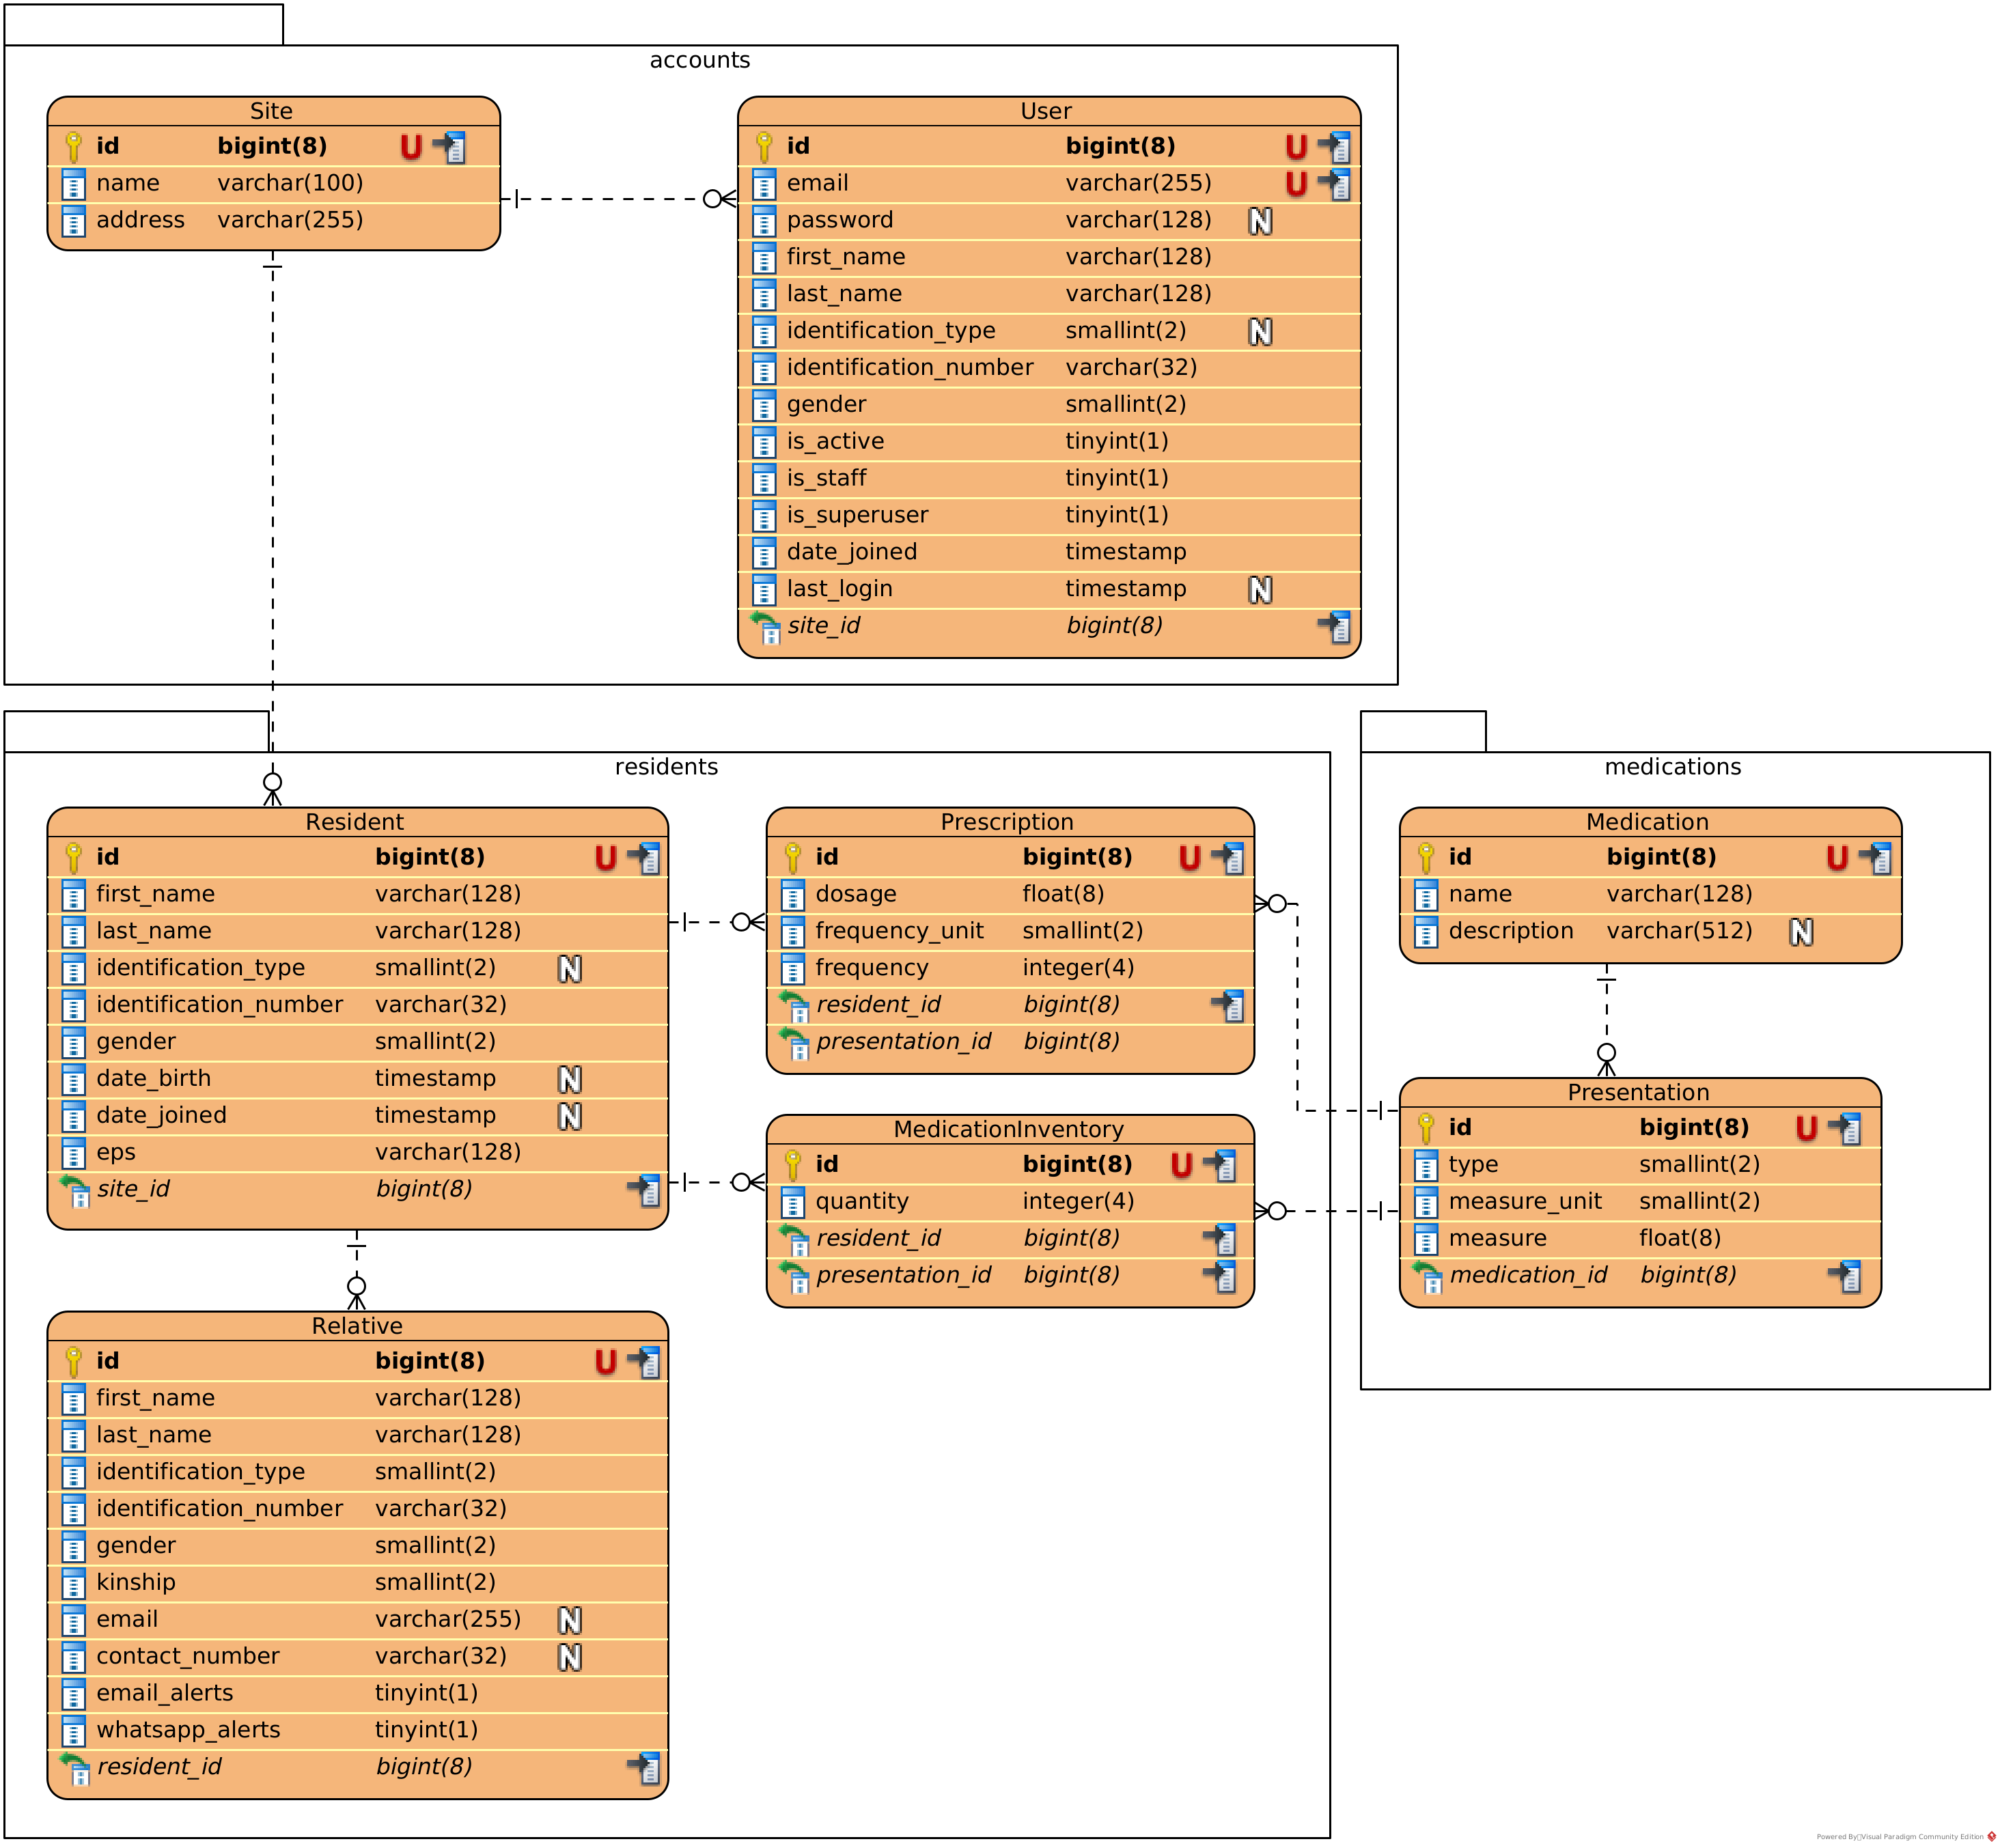 accounts
Site
id bigint(8) U
name varchar(100)
address varchar(255)
User
id bigint(8) U
email varchar(255) U
password varchar(128) N
first_name varchar(128)
last_name varchar(128)
identification_type smallint(2) N
identification_number varchar(32)
gender smallint(2)
is_active tinyint(1)
is_staff tinyint(1)
is_superuser tinyint(1)
date_joined timestamp
last_login timestamp N
site_id bigint(8)
residents
Resident
id bigint(8) U
first_name varchar(128)
last_name varchar(128)
identification_type smallint(2) N
identification_number varchar(32)
gender smallint(2)
date_birth timestamp N
date_joined timestamp N
eps varchar(128)
site_id bigint(8)
Prescription
id bigint(8) U
dosage float(8)
frequency_unit smallint(2)
frequency integer(4)
resident_id bigint(8)
presentation_id bigint(8)
MedicationInventory
id bigint(8) U
quantity integer(4)
resident_id bigint(8)
presentation_id bigint(8)
Relative
id bigint(8) U
first_name varchar(128)
last_name varchar(128)
identification_type smallint(2)
identification_number varchar(32)
gender smallint(2)
kinship smallint(2)
email varchar(255) N
contact_number varchar(32) N
email_alerts tinyint(1)
whatsapp_alerts tinyint(1)
resident_id bigint(8)
medications
Medication
id bigint(8) U
name varchar(128)
description varchar(512) N
Presentation
id bigint(8) U
type smallint(2)
measure_unit smallint(2)
measure float(8)
medication_id bigint(8)
Powered By Visual Paradigm Community Edition